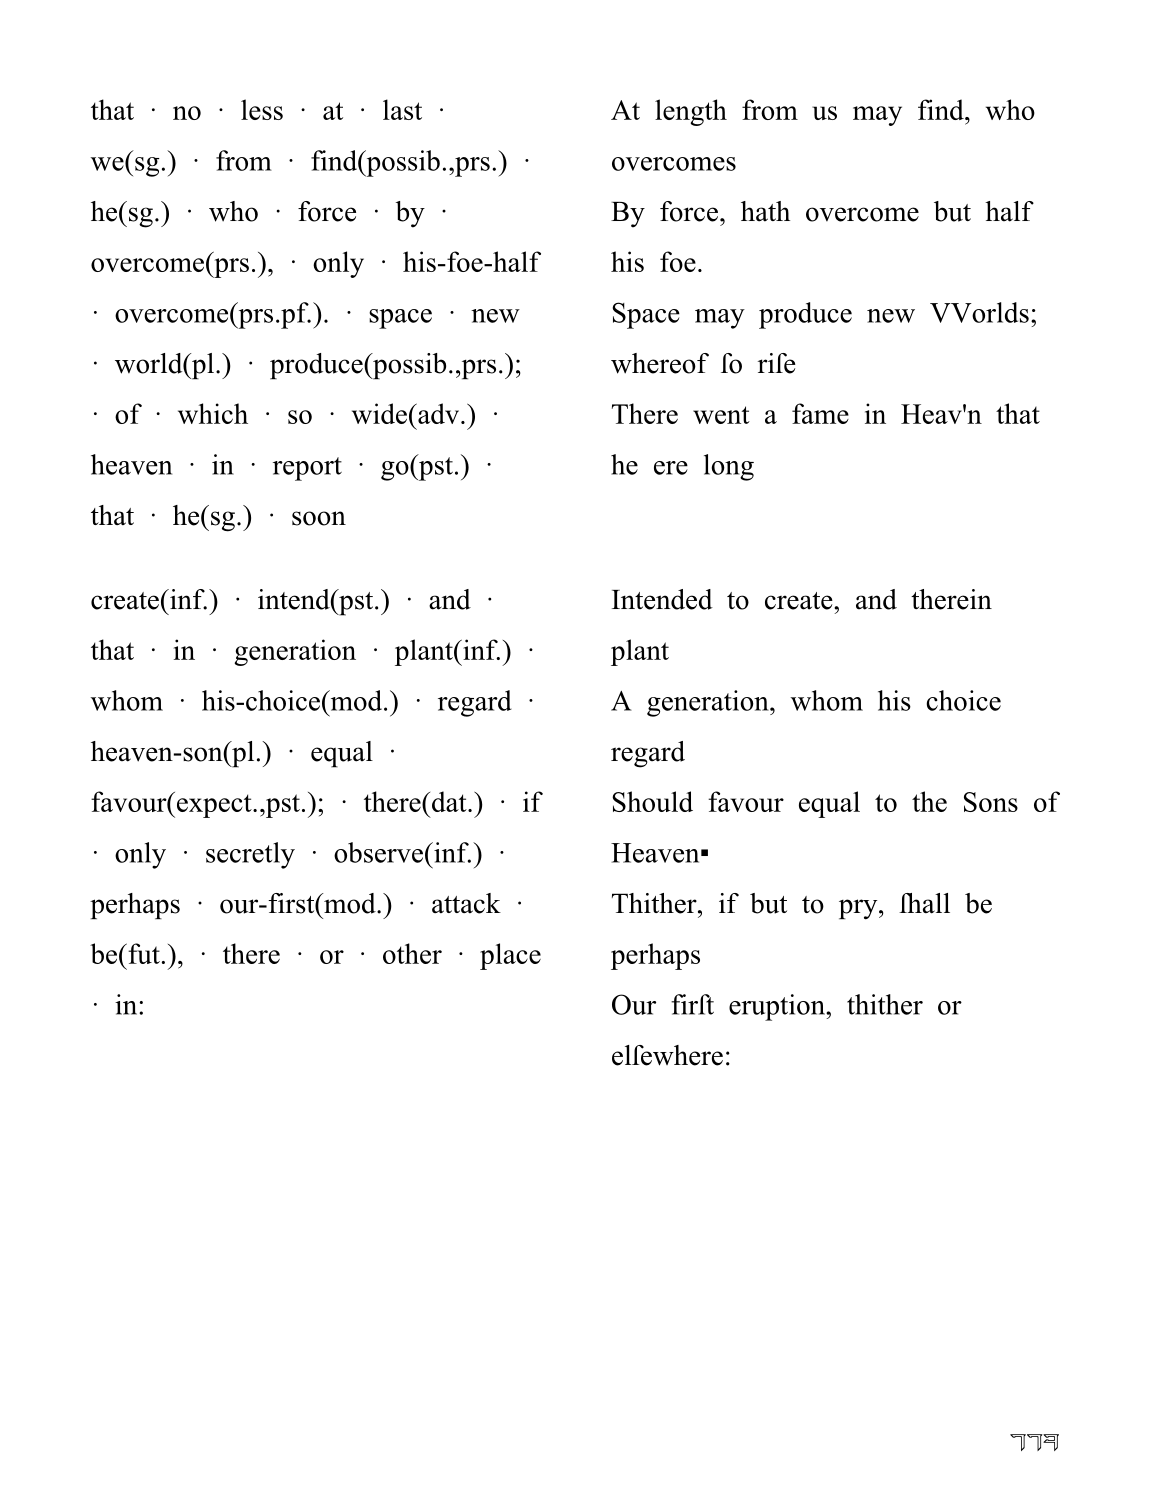 that · no · less · at · last ·
we(sg.) · from · find(possib.,prs.) ·
he(sg.) · who · force · by ·
overcome(prs.), · only · his-foe-half
· overcome(prs.pf.). · space · new
· world(pl.) · produce(possib.,prs.);
· of · which · so · wide(adv.) ·
heaven · in · report · go(pst.) ·
that · he(sg.) · soon
At length from us may find, who
overcomes
By force, hath overcome but half
his foe.
Space may produce new VVorlds;
whereof ſo riſe
There went a fame in Heav'n that
he ere long
create(inf.) · intend(pst.) · and ·
that · in · generation · plant(inf.) ·
whom · his-choice(mod.) · regard ·
heaven-son(pl.) · equal ·
favour(expect.,pst.); · there(dat.) · if
· only · secretly · observe(inf.) ·
perhaps · our-first(mod.) · attack ·
be(fut.), · there · or · other · place
· in:
Intended to create, and therein
plant
A generation, whom his choice
regard
Should favour equal to the Sons of
Heaven▪
Thither, if but to pry, ſhall be
perhaps
Our firſt eruption, thither or
elſewhere: